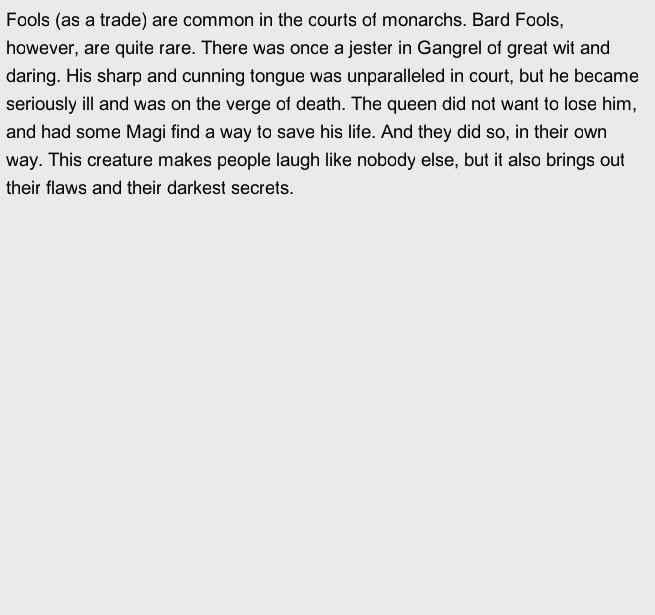 Fools (as a trade) are common in the courts of monarchs. Bard Fools,
however, are quite rare. There was once a jester in Gangrel of great wit and
daring. His sharp and cunning tongue was unparalleled in court, but he became
seriously ill and was on the verge of death. The queen did not want to lose him,
and had some Magi find a way to save his life. And they did so, in their own
way. This creature makes people laugh like nobody else, but it also brings out
their flaws and their darkest secrets.